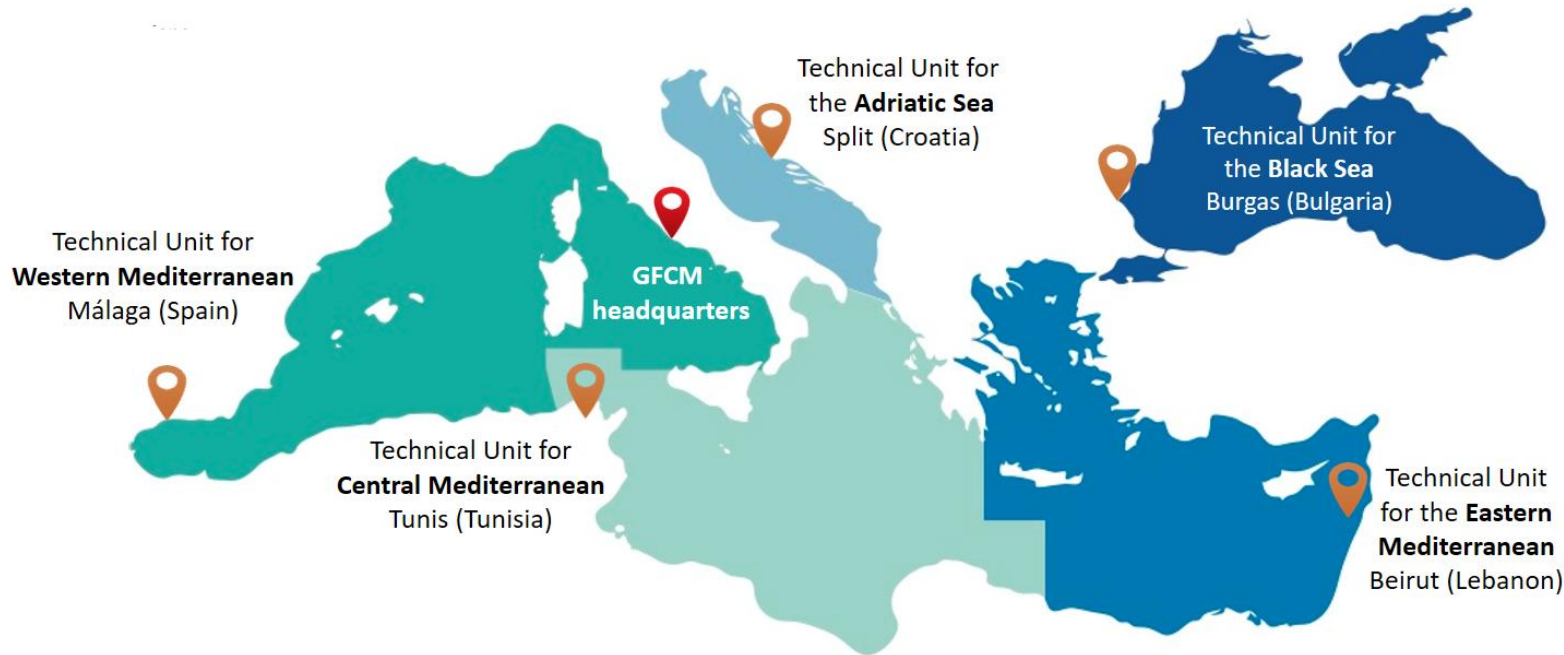 Technical Unit for
the Adriatic Sea
Split (Croatia)
Technical Unit for
the Black Sea
Burgas (Bulgaria)
Technical Unit for
Western Mediterranean
Málaga (Spain)
GFCM
headquarters
Technical Unit for
Central Mediterranean
Tunis (Tunisia)
Technical Unit
for the Eastern
Mediterranean
Beirut (Lebanon)